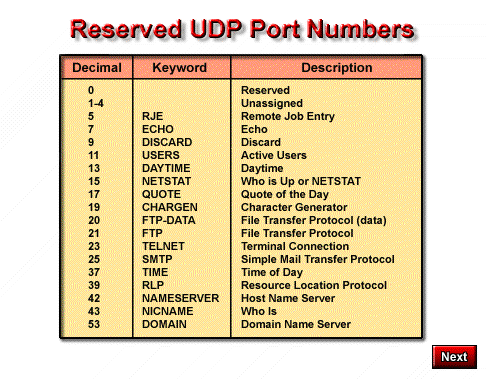 Reserved UDP Port Numbers
Decimal Keyword Description
0 Reserved
1-4 Unassigned
5 RJE Remote Job Entry
7 ECHO Echo
9 DISCARD Discard
11 USERS Active Users
13 DAYTIME Daytime
15 NETSTAT Who is Up or NETSTAT
17 QUOTE Quote of the Day
19 CHARGEN Character Generator
20 FTP-DATA File Transfer Protocol (data)
21 FTP File Transfer Protocol
23 TELNET Terminal Connection
25 SMTP Simple Mail Transfer Protocol
37 TIME Time of Day
39 RLP Resource Location Protocol
42 NAMESERVER Host Name Server
43 NICNAME Who Is
53 DOMAIN Domain Name Server
Next